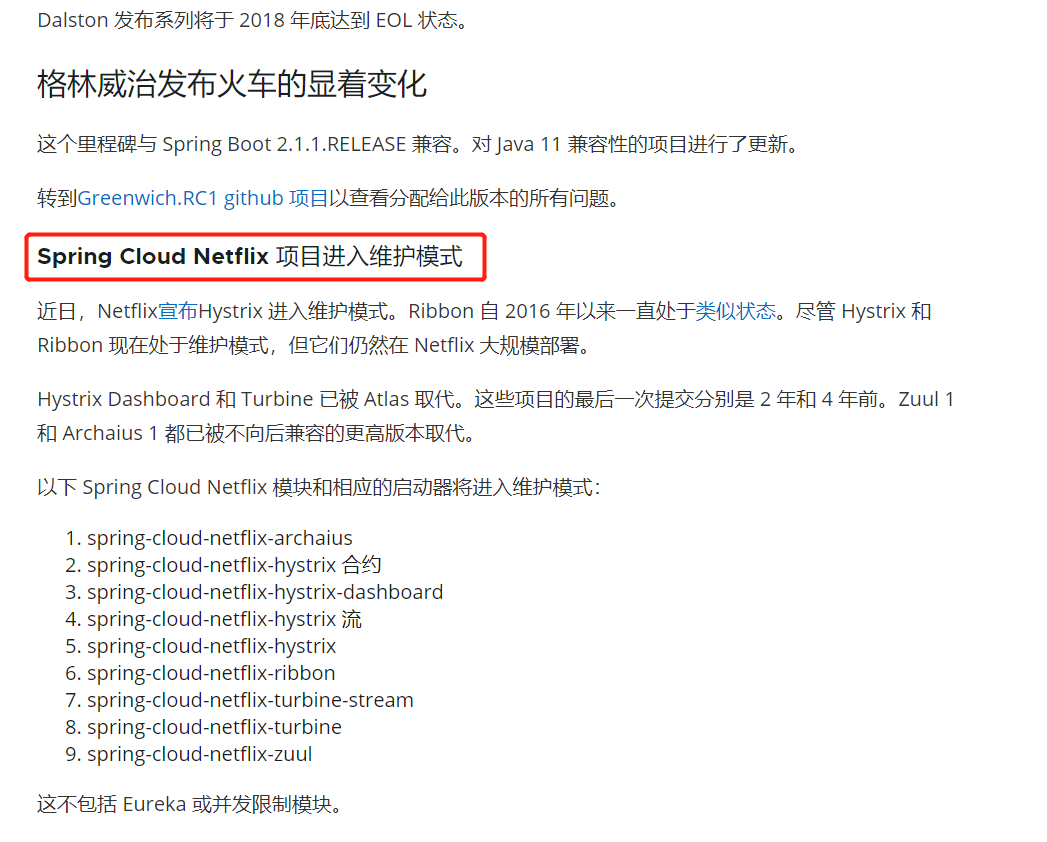 Dalston 发布系列将于 2018 年底达到 EOL 状态。
格林威治发布火车的显着变化
这个里程碑与 Spring Boot 2.1.1.RELEASE 兼容。对 Java 11 兼容性的项目进行了更新。
转到Greenwich.RC1 github 项目以查看分配给此版本的所有问题。
Spring Cloud Netflix 项目进入维护模式
近日，Netflix宣布Hystrix 进入维护模式。Ribbon 自 2016 年以来一直处于类似状态。尽管 Hystrix 和
Ribbon 现在处于维护模式，但它们仍然在 Netflix 大规模部署。
Hystrix Dashboard 和 Turbine 已被 Atlas 取代。这些项目的最后一次提交分别是 2 年和 4 年前。Zuul 1
和 Archaius 1 都已被不向后兼容的更高版本取代。
以下 Spring Cloud Netflix 模块和相应的启动器将进入维护模式：
1. spring-cloud-netflix-archaius
2. spring-cloud-netflix-hystrix 合约
3. spring-cloud-netflix-hystrix-dashboard
4. spring-cloud-netflix-hystrix 流
5. spring-cloud-netflix-hystrix
6. spring-cloud-netflix-ribbon
7. spring-cloud-netflix-turbine-stream
8. spring-cloud-netflix-turbine
9. spring-cloud-netflix-zuul
这不包括 Eureka 或并发限制模块。